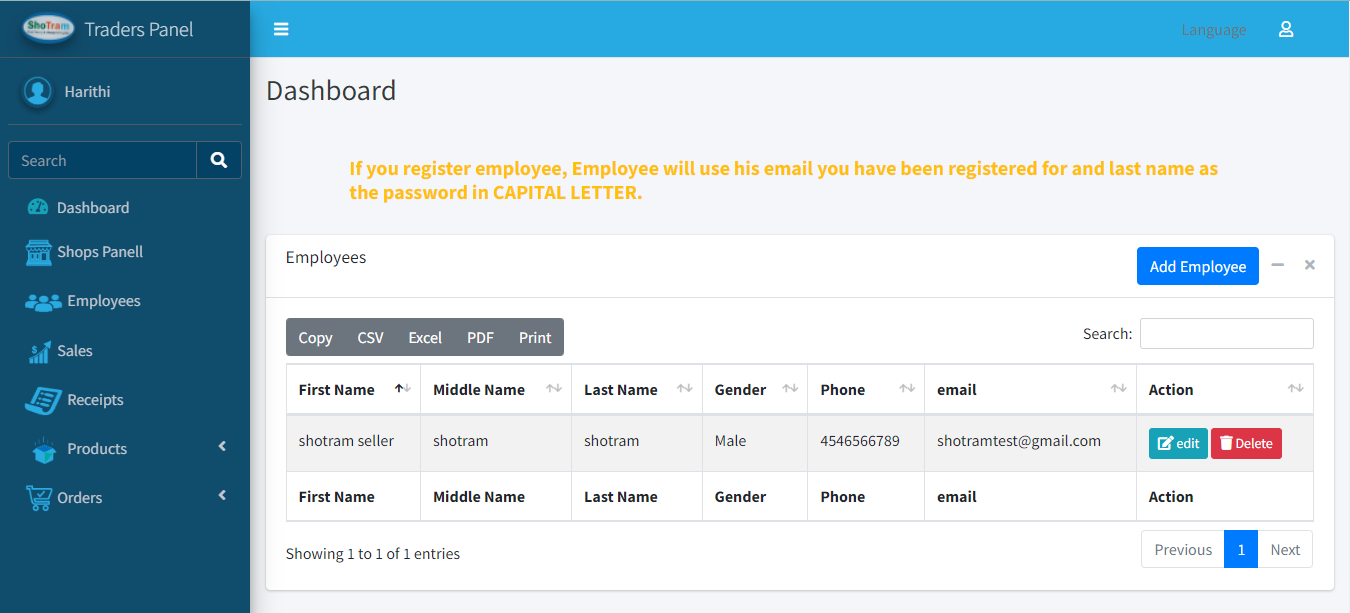 ShoTram
Traders Panel
Language
Harithi
Search
Dashboard
Shops Panell
Employees
Sales
Receipts
Products
Orders
Dashboard
If you register employee, Employee will use his email you have been registered for and last name as
the password in CAPITAL LETTER.
Employees
Add Employee
Copy CSV Excel PDF Print
Search:
First Name Middle Name Last Name Gender Phone email Action
shotram seller shotram shotram Male 4546566789 shotramtest@gmail.com edit Delete
First Name Middle Name Last Name Gender Phone email Action
Showing 1 to 1 of 1 entries
Previous 1 Next